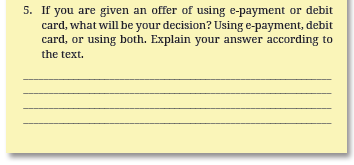 5. If you are given an offer of using e-payment or debit
card, what will be your decision? Using e-payment, debit
card, or using both. Explain your answer according to
the text.